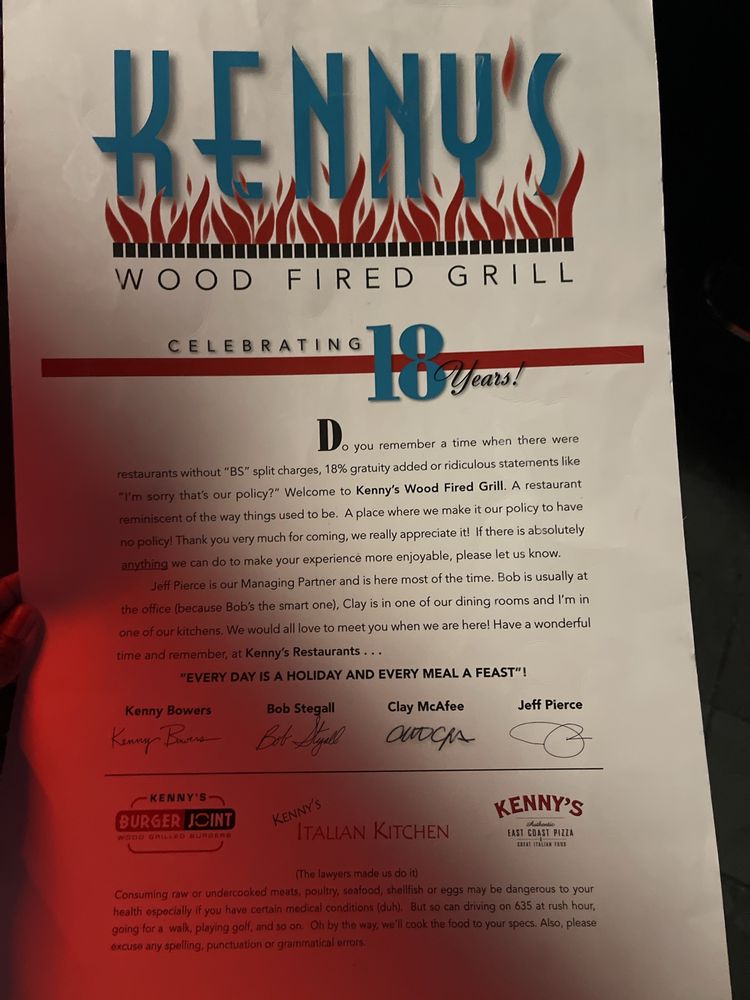 KENNY'S
WOOD FIRED GRILL
CELEBRATING 18 Years!
Do you remember a time when there were
restaurants without "BS" split charges, 18% gratuity added or ridiculous statements like
"I'm sorry that's our policy?" Welcome to Kenny's Wood Fired Grill. A restaurant
reminiscent of the way things used to be. A place where we make it our policy to have
no policy! Thank you very much for coming, we really appreciate it! If there is absolutely
anything we can do to make your experience more enjoyable, please let us know.
Jeff Pierce is our Managing Partner and is here most of the time. Bob is usually at
the office (because Bob's the smart one), Clay is in one of our dining rooms and I'm in
one of our kitchens. We would all love to meet you when we are here! Have a wonderful
time and remember, at Kenny's Restaurants . . .
"EVERY DAY IS A HOLIDAY AND EVERY MEAL A FEAST"!
Kenny Bowers Bob Stegall Clay McAfee Jeff Pierce
Kenny Bowers Bob Stegall
KENNY'S
BURGER JOINT
WOOD GRILLED BURGERS
KENNY'S
ITALIAN KITCHEN
KENNY'S
Authentic
EAST COAST PIZZA
&
GREAT ITALIAN FOOD
(The lawyers made us do it)
Consuming raw or undercooked meats, poultry, seafood, shellfish or eggs may be dangerous to your
health especially if you have certain medical conditions (duh). But so can driving on 635 at rush hour,
going for a walk, playing golf, and so on. Oh by the way, we'll cook the food to your specs. Also, please
excuse any spelling, punctuation or grammatical errors.